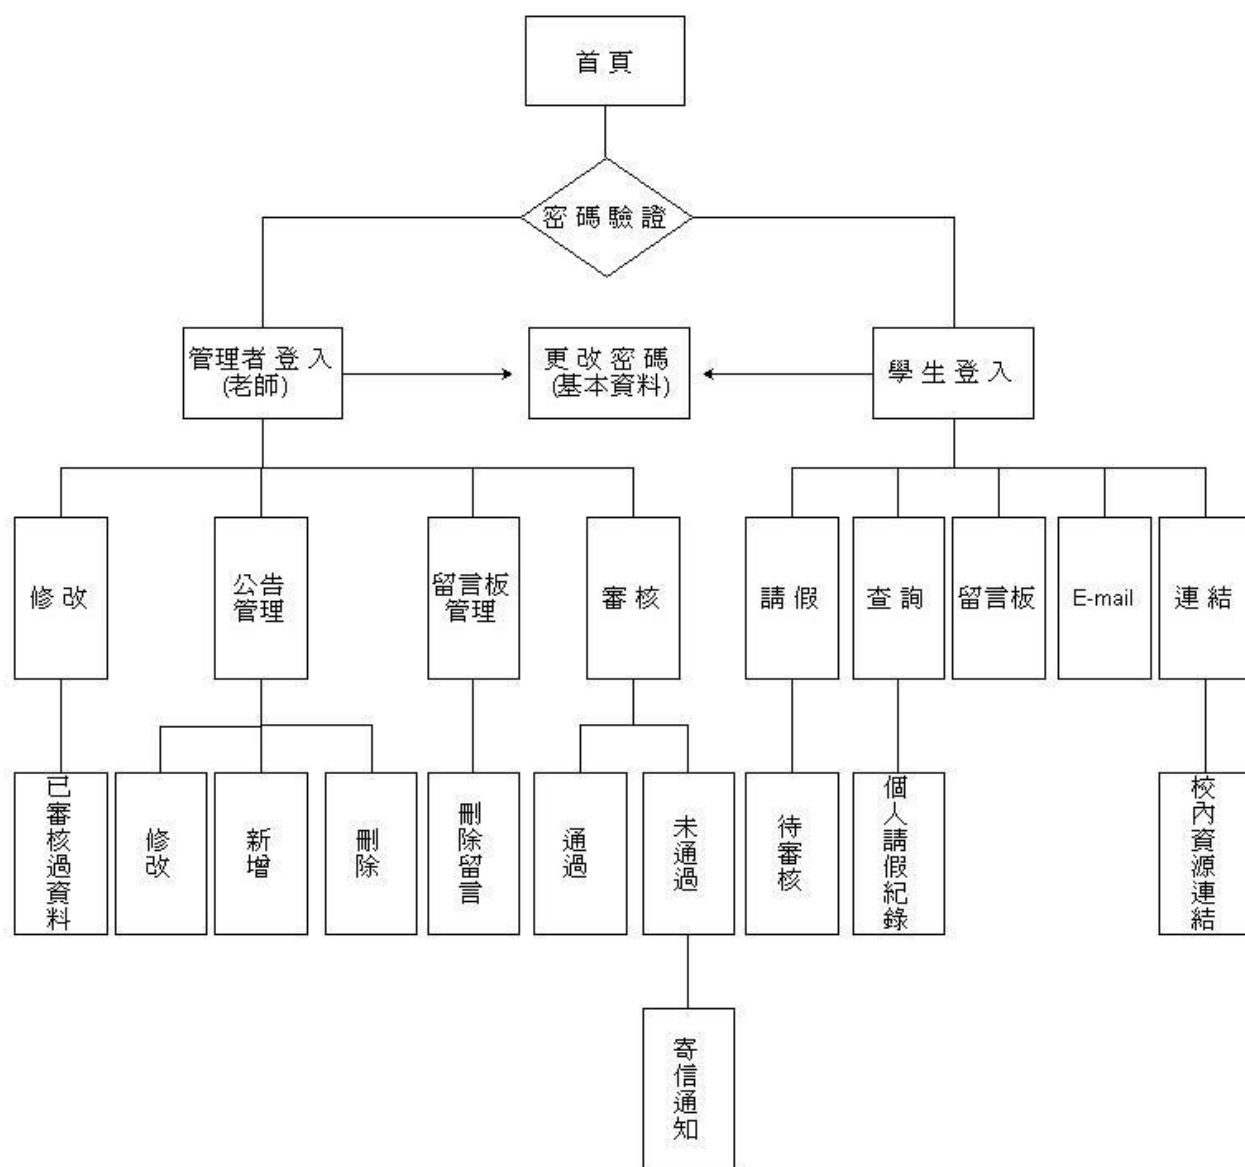 首頁
密碼驗證
管理者登入
(老師)
更改密碼
(基本資料)
學生登入
修改
公告
管理
留言板
管理
審核
請假
查詢
留言板
E-mail
連結
已審核過資料
修改
新增
刪除
刪除留言
通過
未通過
待審核
個人請假紀錄
校內資源連結
寄信通知